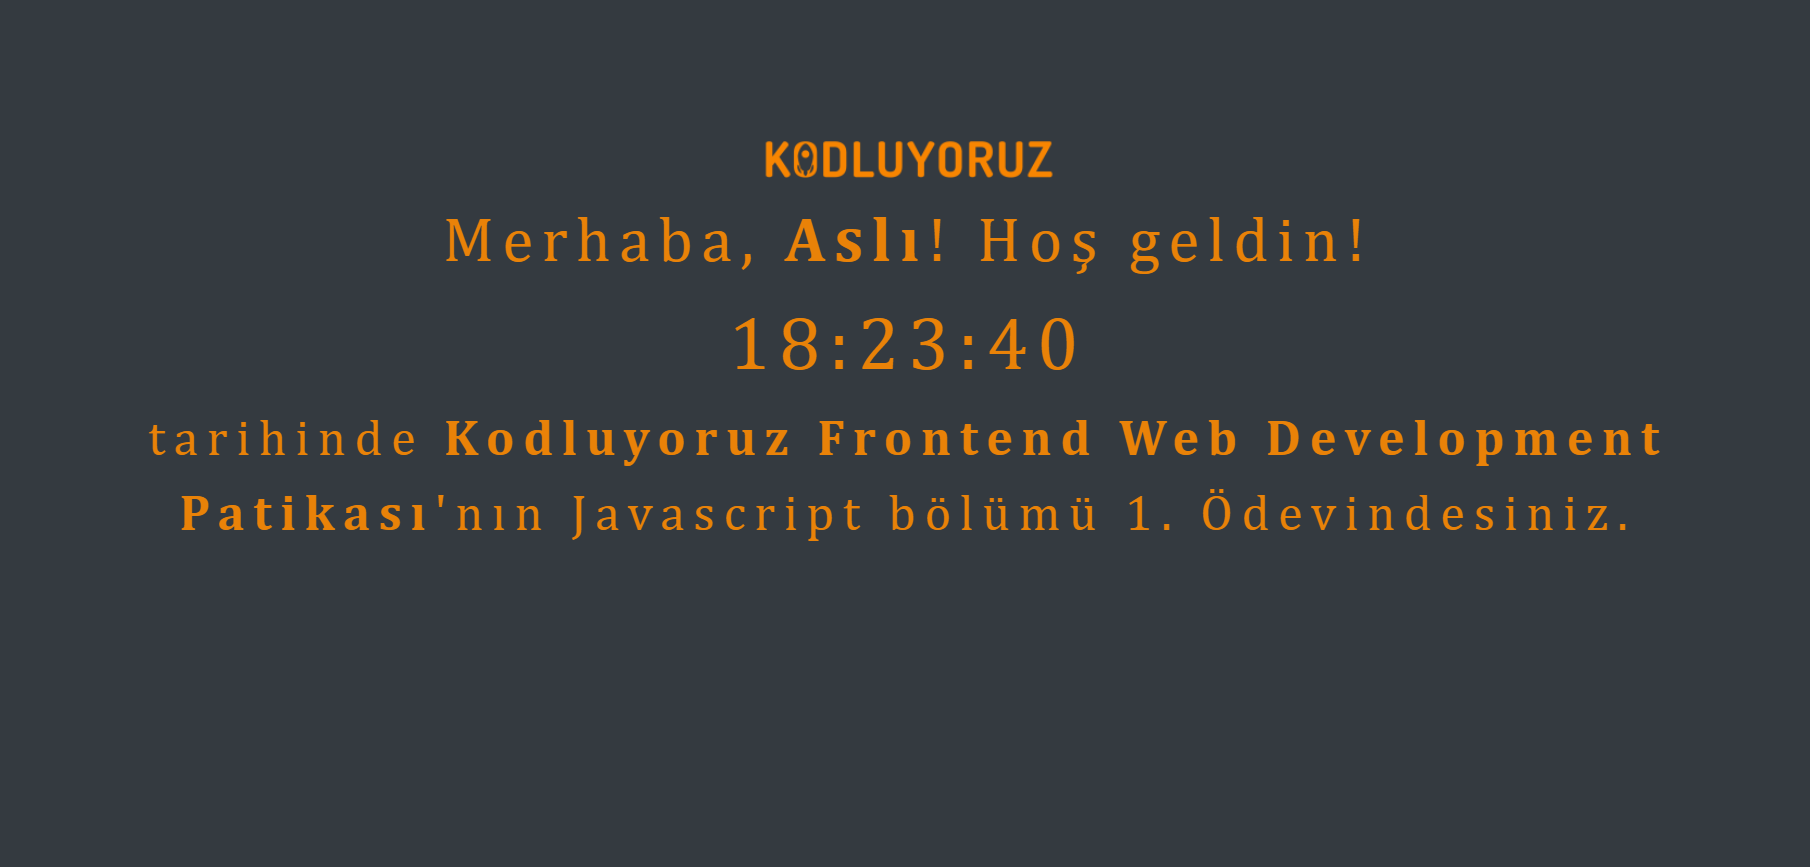 KODLUYORUZ
Merhaba, Aslı! Hoş geldin!
18:23:40
tarihinde Kodluyoruz Frontend Web Development
Patikası'nın Javascript bölümü 1. Ödevindesiniz.